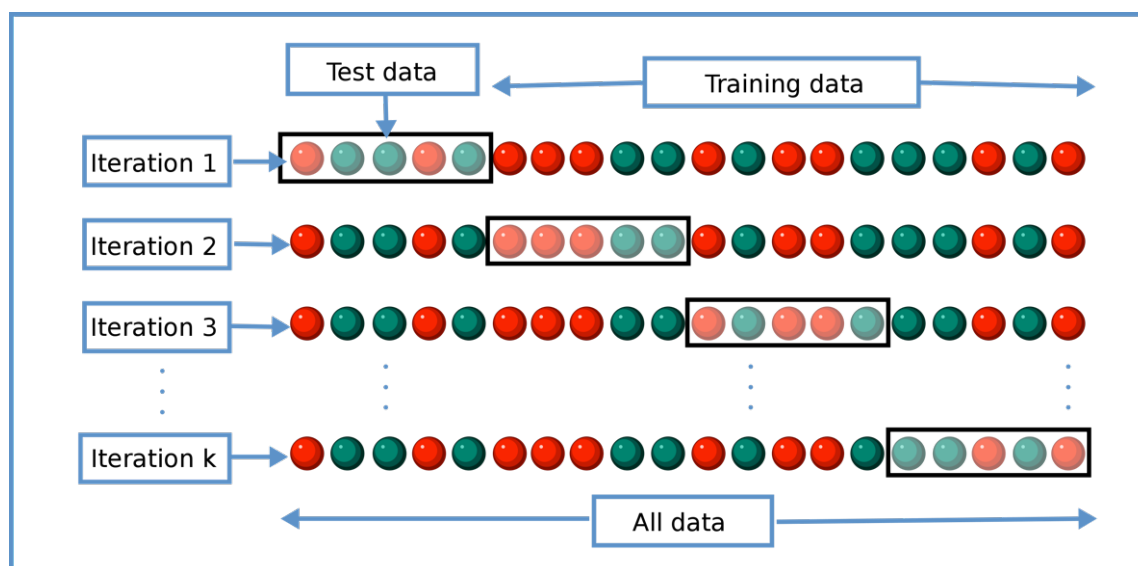 Test data
Training data
Iteration 1
Iteration 2
Iteration 3
Iteration k
All data